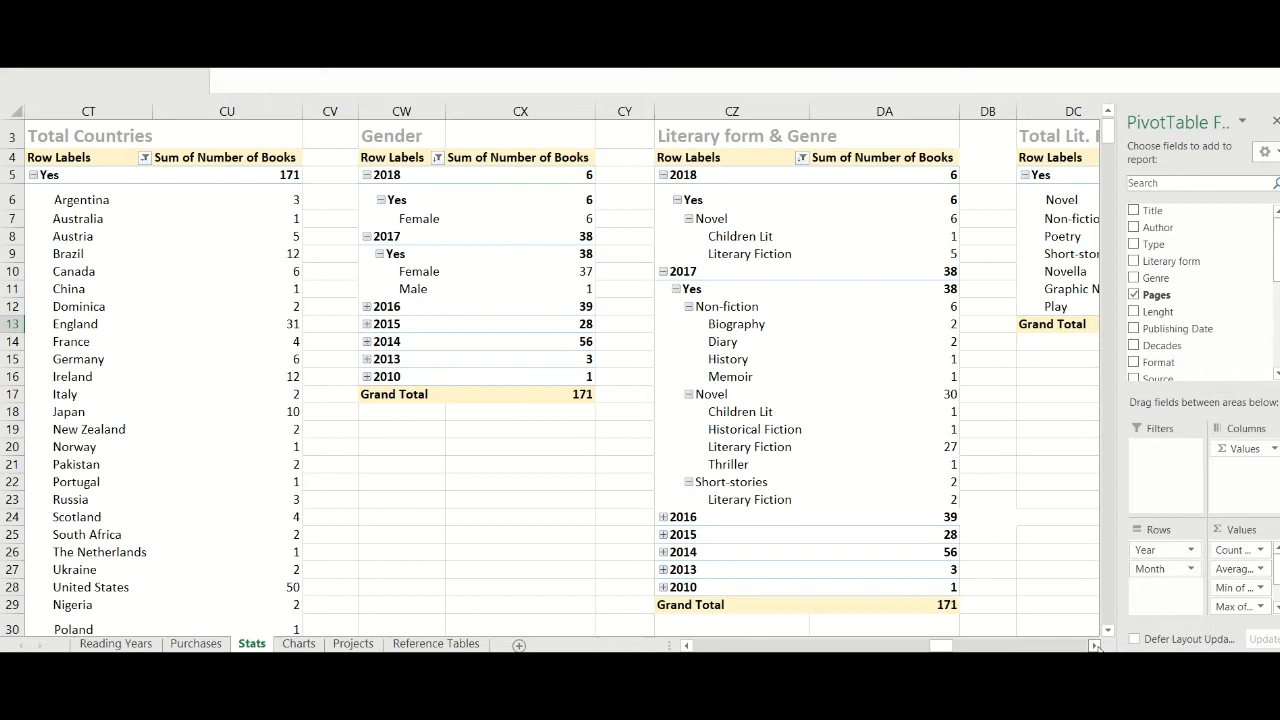 CT CU CV CW CX CY CZ DA DB DC
3 Total Countries Gender Literary form & Genre Total Lit.
4 Row Labels Sum of Number of Books Row Labels Sum of Number of Books Row Labels Sum of Number of Books Row Labels
5 Yes 171 2018 6 2018 6 Yes
6 Argentina 3 Yes 6 Yes 6 Novel
7 Australia 1 Female 6 Novel 6 Non-fictio
8 Austria 5 2017 38 Children Lit 1 Poetry
9 Brazil 12 Yes 38 Literary Fiction 5 Short-stor
10 Canada 6 Female 37 2017 38 Novella
11 China 1 Male 1 Yes 38 Graphic N
12 Dominica 2 2016 39 Non-fiction 6 Play
13 England 31 2015 28 Biography 2 Grand Total
14 France 4 2014 56 Diary 2
15 Germany 6 2013 3 History 1
16 Ireland 12 2010 1 Memoir 1
17 Italy 2 Grand Total 171 Novel 30
18 Japan 10 Children Lit 1
19 New Zealand 2 Historical Fiction 1
20 Norway 1 Literary Fiction 27
21 Pakistan 2 Thriller 1
22 Portugal 1 Short-stories 2
23 Russia 3 Literary Fiction 2
24 Scotland 4 2016 39
25 South Africa 2 2015 28
26 The Netherlands 1 2014 56
27 Ukraine 2 2013 3
28 United States 50 2010 1
29 Nigeria 2 Grand Total 171
30 Poland 1
Reading Years Purchases Stats Charts Projects Reference Tables
PivotTable F..
Choose fields to add to
report:
Search
Title
Author
Type
Literary form
Genre
Pages
Lenght
Publishing Date
Decades
Format
Source
Drag fields between areas below:
Filters Columns
Σ Values
Rows Σ Values
Year Count ...
Month Averag...
Min of ...
Max of...
Defer Layout Upda... Update